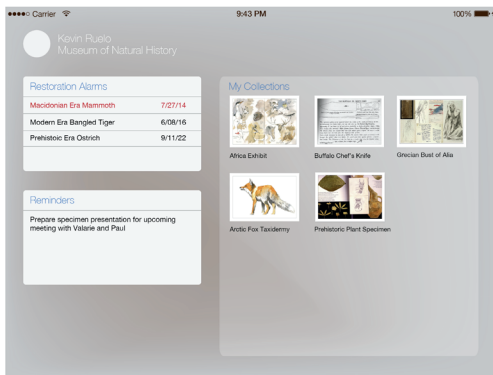 Carrier
9:43 PM
100%
Kevin Ruelo
Museum of Natural History
Restoration Alarms
Macidonian Era Mammoth 7/27/14
Modern Era Bangled Tiger 6/08/16
Prehistoic Era Ostrich 9/11/22
Reminders
Prepare specimen presentation for upcoming
meeting with Valarie and Paul
My Collections
Africa Exhibit
Buffalo Chef's Knife
Grecian Bust of Alia
Arctic Fox Taxidermy
Prehistoric Plant Specimen